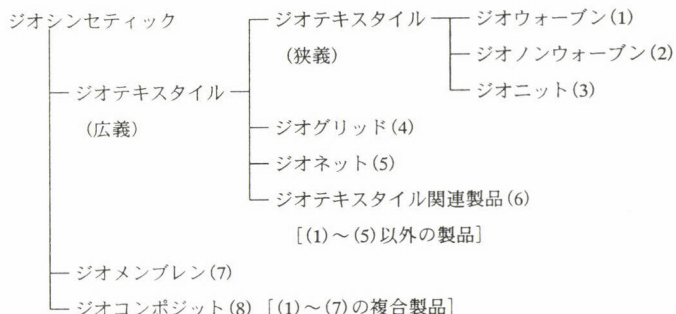 ジオシンセティック
ジオテキスタイル
(広義)
ジオテキスタイル
(狭義)
ジオウォーブン(1)
ジオノンウォーブン(2)
ジオニット(3)
ジオグリッド(4)
ジオネット(5)
ジオテキスタイル関連製品(6)
[(1)～(5)以外の製品]
ジオメンブレン(7)
ジオコンポジット(8) [(1)～(7)の複合製品]